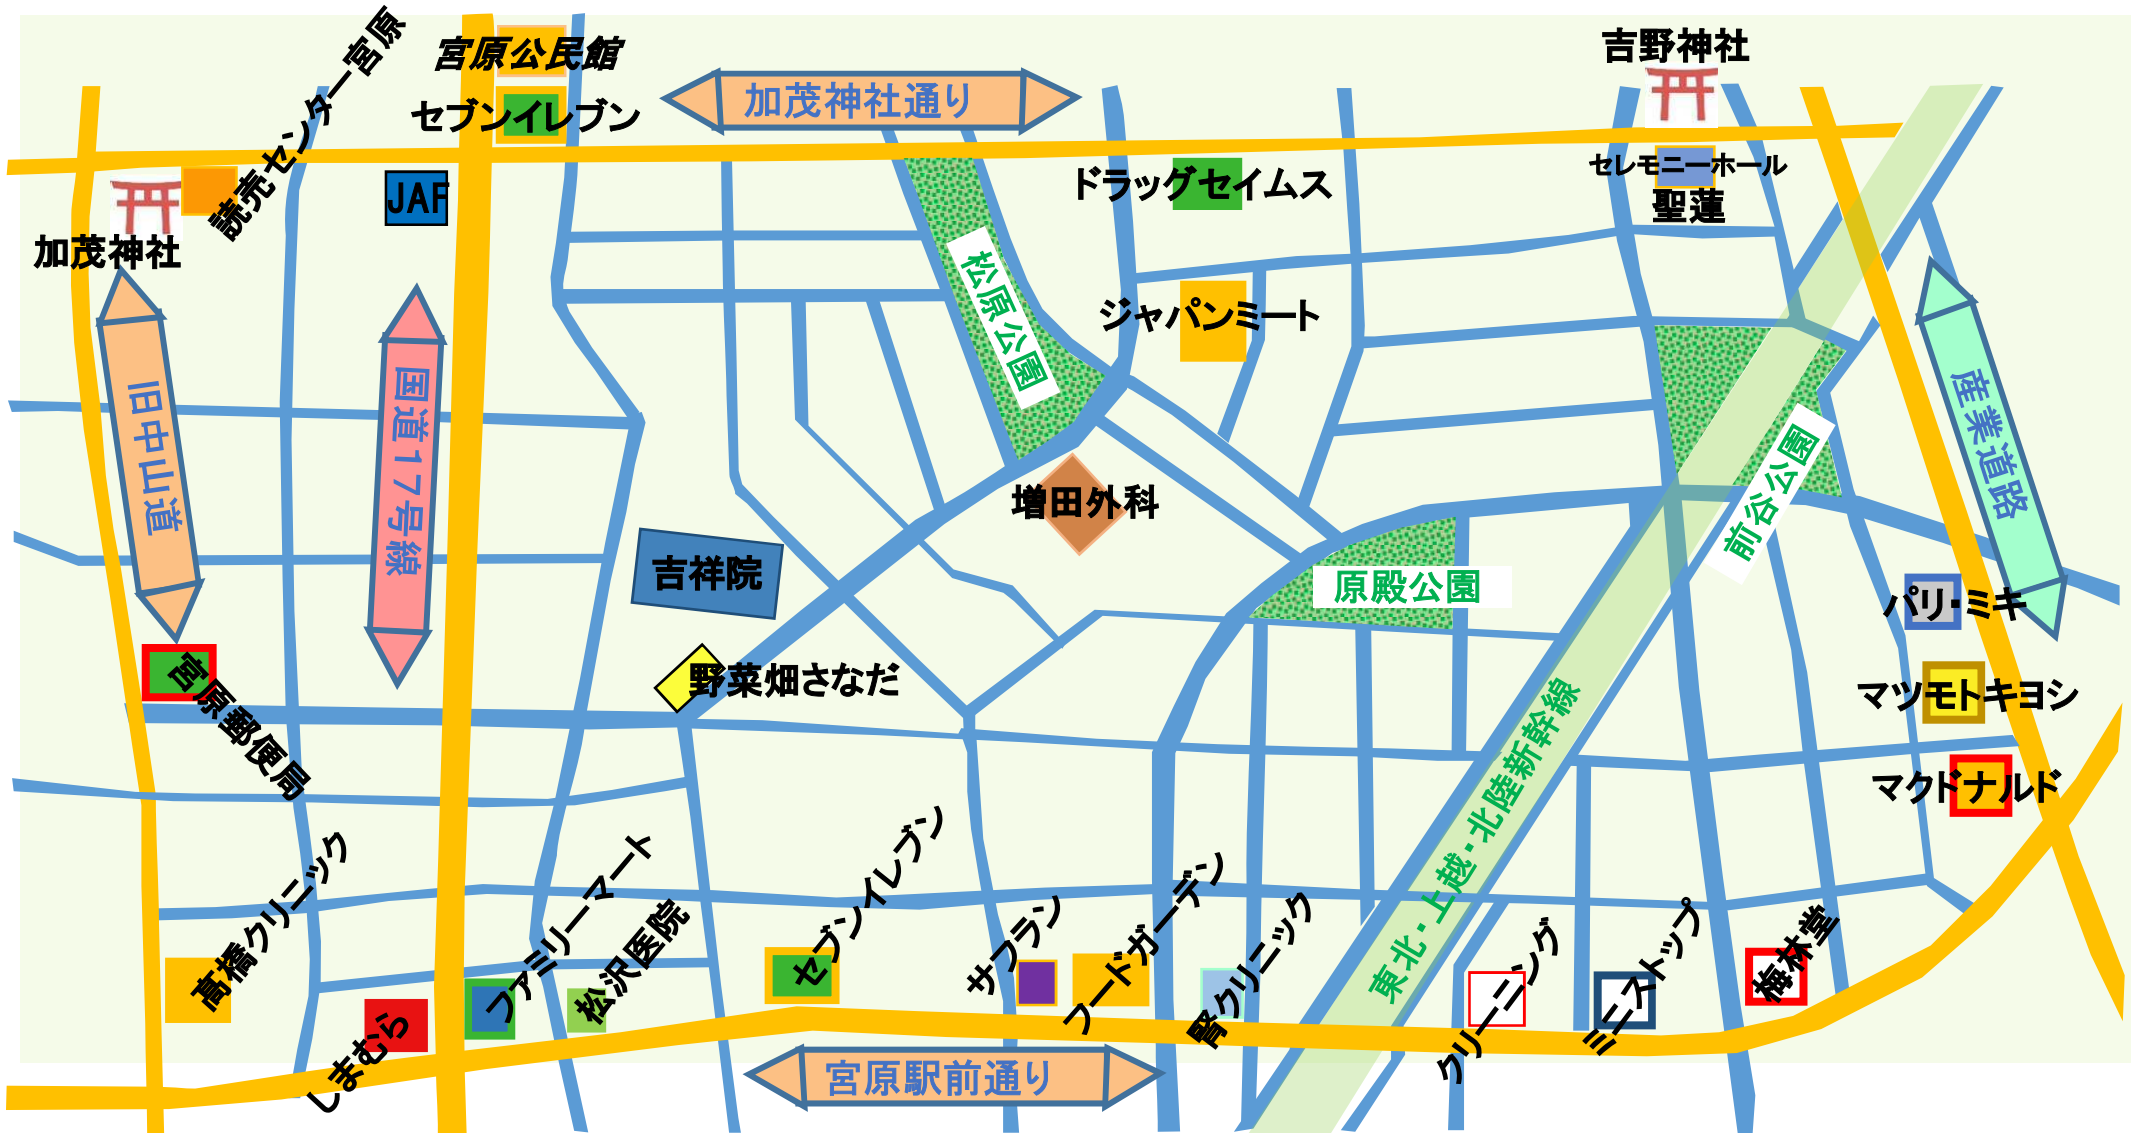 宮原公民館
吉野神社
セブンイレブン
加茂神社通り
読売センター宮原
JAF
ドラッグセイムス
セレモニーホール
聖蓮
加茂神社
松原公園
ジャパンミート
旧中山道
国道17号線
産業道路
増田外科
前谷公園
吉祥院
原殿公園
パリ・ミキ
宮原郵便局
野菜畑さなだ
マツモトキヨシ
東北・上越・北陸新幹線
マクドナルド
高橋クリニック
しまむら
ファミリーマート
松沢医院
セブンイレブン
サフラン
フードガーデン
腎クリニック
クリーニング
ミニストップ
梅林堂
宮原駅前通り